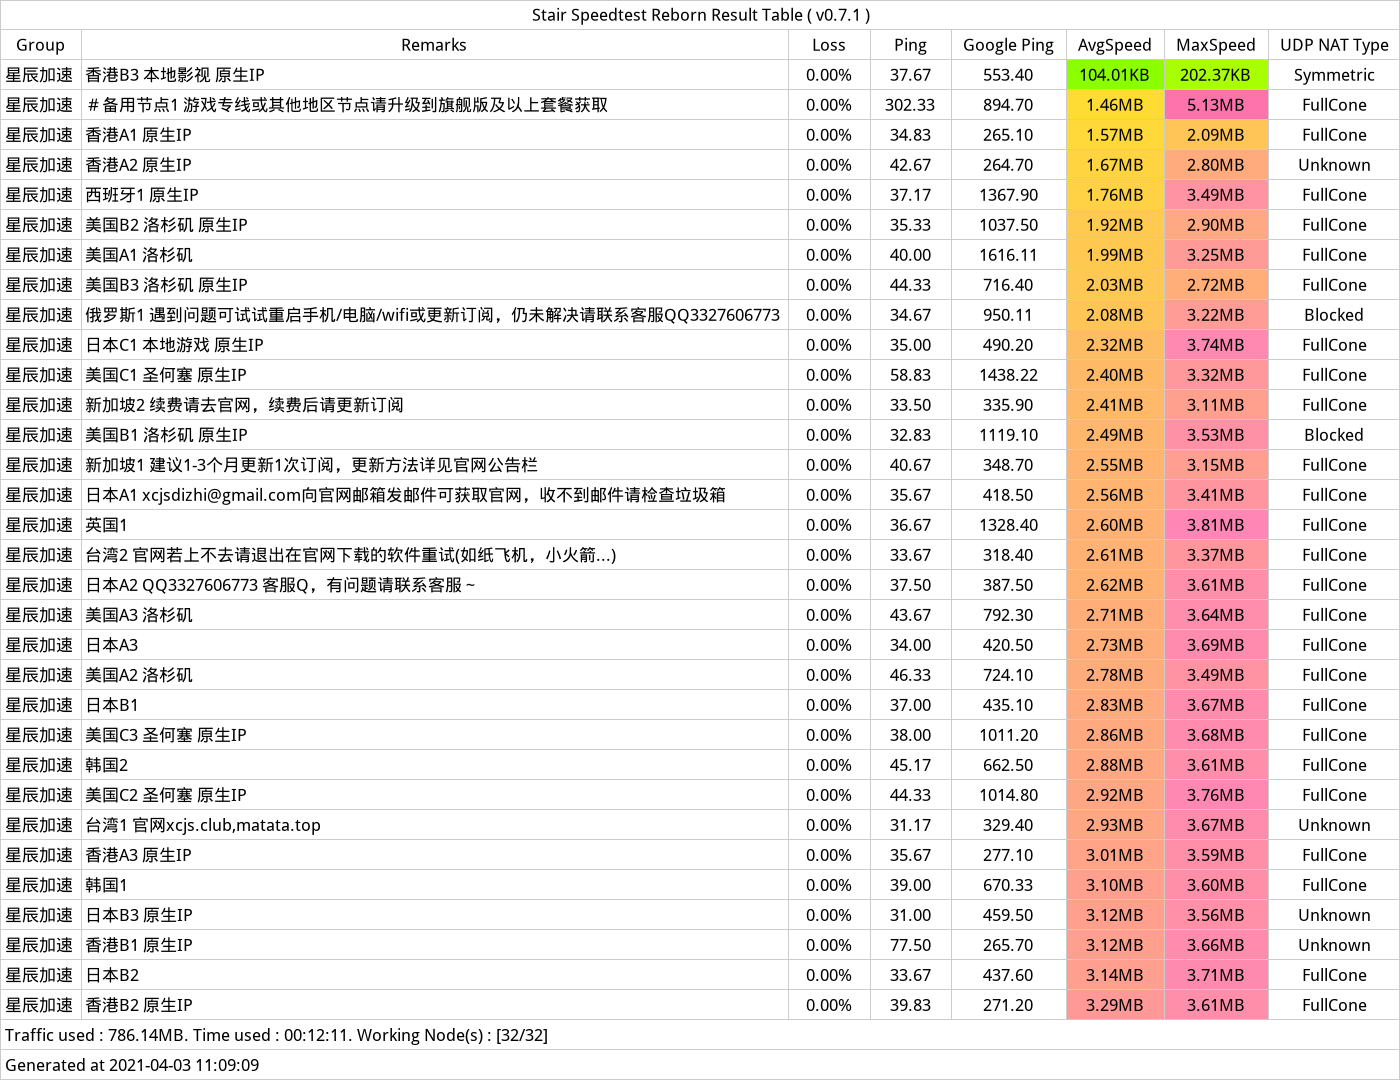 Stair Speedtest Reborn Result Table ( v0.7.1 )
Group Remarks Loss Ping Google Ping AvgSpeed MaxSpeed UDP NAT Type
星辰加速 香港B3 本地影视 原生IP 0.00% 37.67 553.40 104.01KB 202.37KB Symmetric
星辰加速 # 备用节点1 游戏专线或其他地区节点请升级到旗舰版及以上套餐获取 0.00% 302.33 894.70 1.46MB 5.13MB FullCone
星辰加速 香港A1 原生IP 0.00% 34.83 265.10 1.57MB 2.09MB FullCone
星辰加速 香港A2 原生IP 0.00% 42.67 264.70 1.67MB 2.80MB Unknown
星辰加速 西班牙1 原生IP 0.00% 37.17 1367.90 1.76MB 3.49MB FullCone
星辰加速 美国B2 洛杉矶 原生IP 0.00% 35.33 1037.50 1.92MB 2.90MB FullCone
星辰加速 美国A1 洛杉矶 0.00% 40.00 1616.11 1.99MB 3.25MB FullCone
星辰加速 美国B3 洛杉矶 原生IP 0.00% 44.33 716.40 2.03MB 2.72MB FullCone
星辰加速 俄罗斯1 遇到问题可试试重启手机/电脑/wifi或更新订阅，仍未解决请联系客服QQ3327606773 0.00% 34.67 950.11 2.08MB 3.22MB Blocked
星辰加速 日本C1 本地游戏 原生IP 0.00% 35.00 490.20 2.32MB 3.74MB FullCone
星辰加速 美国C1 圣何塞 原生IP 0.00% 58.83 1438.22 2.40MB 3.32MB FullCone
星辰加速 新加坡2 续费请去官网，续费后请更新订阅 0.00% 33.50 335.90 2.41MB 3.11MB FullCone
星辰加速 美国B1 洛杉矶 原生IP 0.00% 32.83 1119.10 2.49MB 3.53MB Blocked
星辰加速 新加坡1 建议1-3个月更新1次订阅，更新方法详见官网公告栏 0.00% 40.67 348.70 2.55MB 3.15MB FullCone
星辰加速 日本A1 xcjsdizhi@gmail.com向官网邮箱发邮件可获取官网，收不到邮件请检查垃圾箱 0.00% 35.67 418.50 2.56MB 3.41MB FullCone
星辰加速 英国1 0.00% 36.67 1328.40 2.60MB 3.81MB FullCone
星辰加速 台湾2 官网若上不去请退出在官网下载的软件重试(如纸飞机，小火箭...) 0.00% 33.67 318.40 2.61MB 3.37MB FullCone
星辰加速 日本A2 QQ3327606773 客服Q，有问题请联系客服 ~ 0.00% 37.50 387.50 2.62MB 3.61MB FullCone
星辰加速 美国A3 洛杉矶 0.00% 43.67 792.30 2.71MB 3.64MB FullCone
星辰加速 日本A3 0.00% 34.00 420.50 2.73MB 3.69MB FullCone
星辰加速 美国A2 洛杉矶 0.00% 46.33 724.10 2.78MB 3.49MB FullCone
星辰加速 日本B1 0.00% 37.00 435.10 2.83MB 3.67MB FullCone
星辰加速 美国C3 圣何塞 原生IP 0.00% 38.00 1011.20 2.86MB 3.68MB FullCone
星辰加速 韩国2 0.00% 45.17 662.50 2.88MB 3.61MB FullCone
星辰加速 美国C2 圣何塞 原生IP 0.00% 44.33 1014.80 2.92MB 3.76MB FullCone
星辰加速 台湾1 官网xcjs.club,matata.top 0.00% 31.17 329.40 2.93MB 3.67MB Unknown
星辰加速 香港A3 原生IP 0.00% 35.67 277.10 3.01MB 3.59MB FullCone
星辰加速 韩国1 0.00% 39.00 670.33 3.10MB 3.60MB FullCone
星辰加速 日本B3 原生IP 0.00% 31.00 459.50 3.12MB 3.56MB Unknown
星辰加速 香港B1 原生IP 0.00% 77.50 265.70 3.12MB 3.66MB Unknown
星辰加速 日本B2 0.00% 33.67 437.60 3.14MB 3.71MB FullCone
星辰加速 香港B2 原生IP 0.00% 39.83 271.20 3.29MB 3.61MB FullCone
Traffic used : 786.14MB. Time used : 00:12:11. Working Node(s) : [32/32]
Generated at 2021-04-03 11:09:09